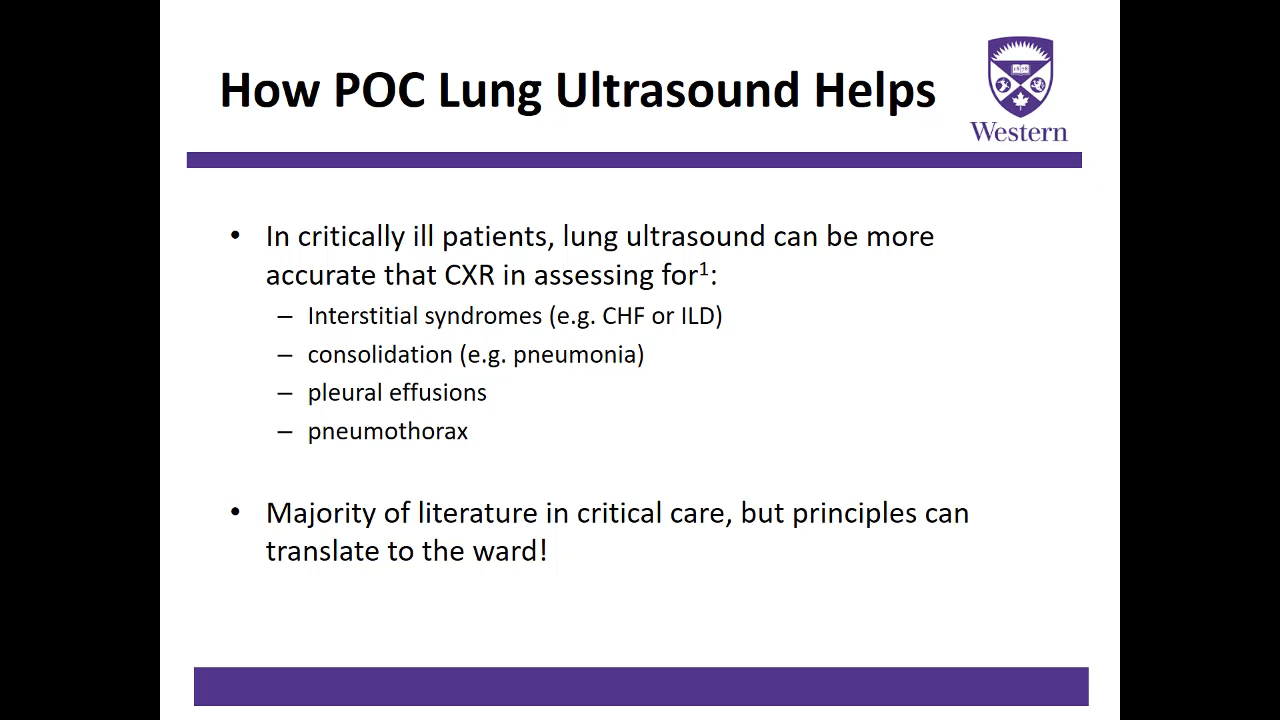 How POC Lung Ultrasound Helps
Western
• In critically ill patients, lung ultrasound can be more
accurate that CXR in assessing for¹:
– Interstitial syndromes (e.g. CHF or ILD)
– consolidation (e.g. pneumonia)
– pleural effusions
– pneumothorax
• Majority of literature in critical care, but principles can
translate to the ward!